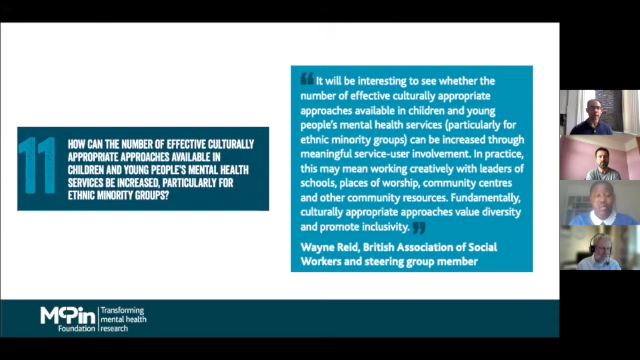 11
HOW CAN THE NUMBER OF EFFECTIVE CULTURALLY
APPROPRIATE APPROACHES AVAILABLE IN
CHILDREN AND YOUNG PEOPLE'S MENTAL HEALTH
SERVICES BE INCREASED, PARTICULARLY FOR
ETHNIC MINORITY GROUPS?
“It will be interesting to see whether the
number of effective culturally appropriate
approaches available in children and young
people's mental health services (particularly for
ethnic minority groups) can be increased through
meaningful service-user involvement. In practice,
this may mean working creatively with leaders of
schools, places of worship, community centres
and other community resources. Fundamentally,
culturally appropriate approaches value diversity
and promote inclusivity.”
Wayne Reid, British Association of Social
Workers and steering group member
McPin
Foundation
Transforming
mental health
research